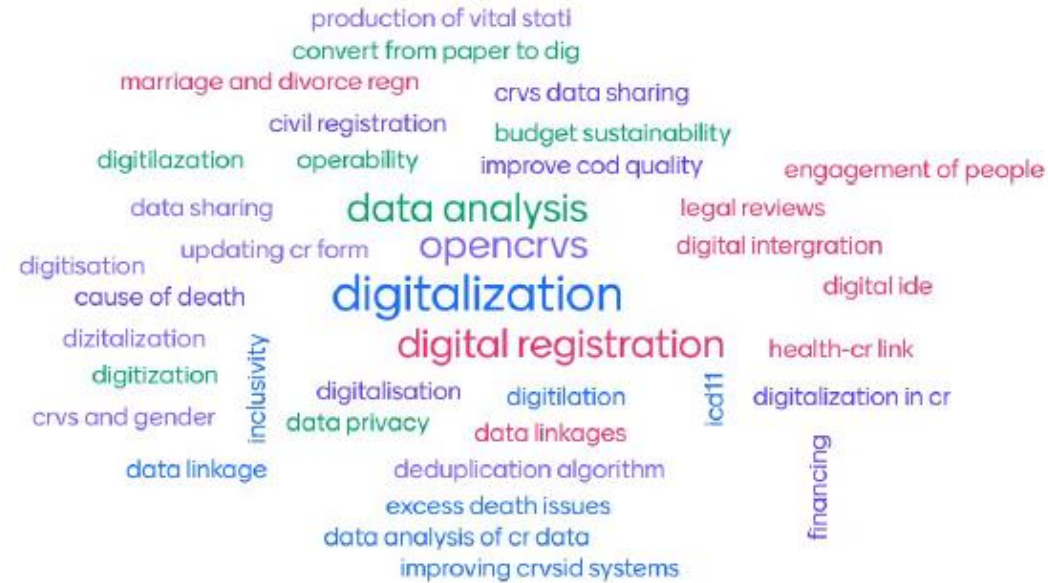 production of vital stati
convert from paper to dig
marriage and divorce regn
crvs data sharing
civil registration
budget sustainability
digitilazation
operability
improve cod quality
engagement of people
data sharing
data analysis
legal reviews
updating cr form
opencrvs
digital intergration
digitisation
cause of death
digitalization
digital ide
dizitalization
digital registration
health-cr link
digitization
inclusivity
digitalisation
digitilation
icd11
digitalization in cr
crvs and gender
data privacy
data linkages
data linkage
deduplication algorithm
financing
excess death issues
data analysis of cr data
improving crvsid systems